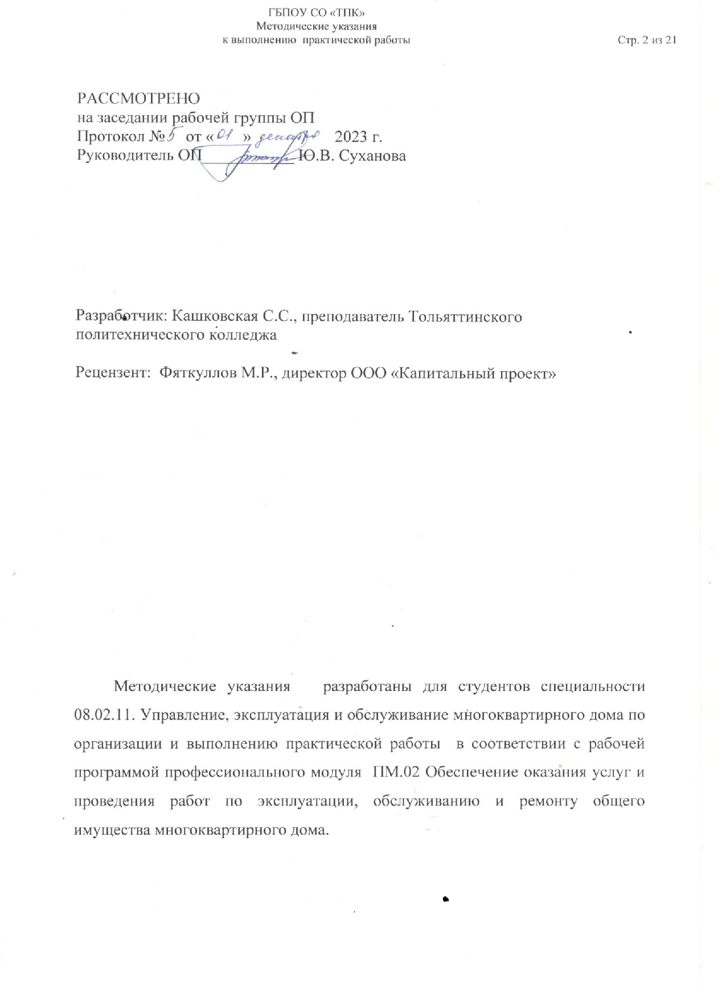 ГБПОУ СО «ТПК»
Методические указания
к выполнению практической работы
Стр. 2 из 21
РАССМОТРЕНО
на заседании рабочей группы ОП
Протокол № 5 от « 01 » декабря 2023 г.
Руководитель ОП Ю.В. Суханова
Разработчик: Кашковская С.С., преподаватель Тольяттинского
политехнического колледжа
Рецензент: Фяткуллов М.Р., директор ООО «Капитальный проект»
Методические указания разработаны для студентов специальности
08.02.11. Управление, эксплуатация и обслуживание многоквартирного дома по
организации и выполнению практической работы в соответствии с рабочей
программой профессионального модуля ПМ.02 Обеспечение оказания услуг и
проведения работ по эксплуатации, обслуживанию и ремонту общего
имущества многоквартирного дома.